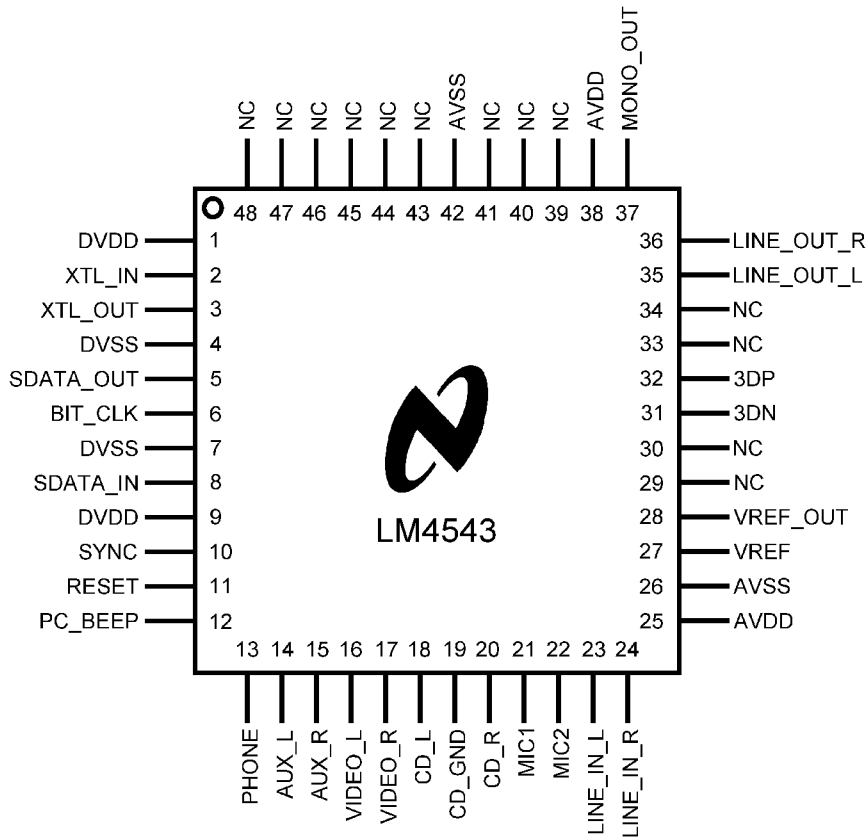 NC NC NC NC NC NC AVSS NC NC NC AVDD MONO_OUT
48 47 46 45 44 43 42 41 40 39 38 37
DVDD 1 36 LINE_OUT_R
XTL_IN 2 35 LINE_OUT_L
XTL_OUT 3 34 NC
DVSS 4 33 NC
SDATA_OUT 5 32 3DP
BIT_CLK 6 31 3DN
DVSS 7 30 NC
SDATA_IN 8 29 NC
DVDD 9 28 VREF_OUT
SYNC 10 27 VREF
RESET 11 26 AVSS
PC_BEEP 12 25 AVDD
LM4543
13 14 15 16 17 18 19 20 21 22 23 24
PHONE AUX_L AUX_R VIDEO_L VIDEO_R CD_L CD_GND CD_R MIC1 MIC2 LINE_IN_L LINE_IN_R